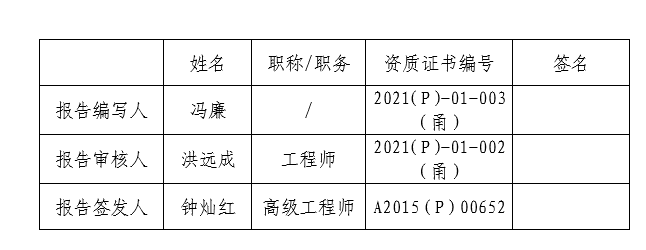 姓名 职称/职务 资质证书编号 签名
报告编写人 冯廉 / 2021(P)-01-003
(甬)
报告审核人 洪远成 工程师 2021(P)-01-002
(甬)
报告签发人 钟灿红 高级工程师 A2015(P)00652